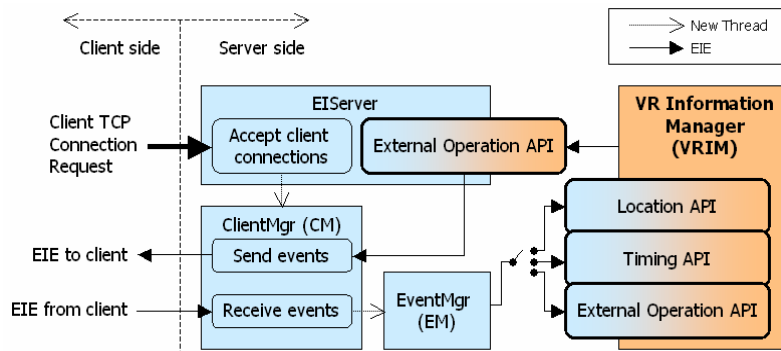 Client side
Server side
New Thread
EIE
EIServer
Client TCP
Connection
Request
Accept client
connections
External Operation API
VR Information
Manager
(VRIM)
ClientMgr (CM)
Send events
Receive events
EIE to client
EIE from client
EventMgr
(EM)
Location API
Timing API
External Operation API